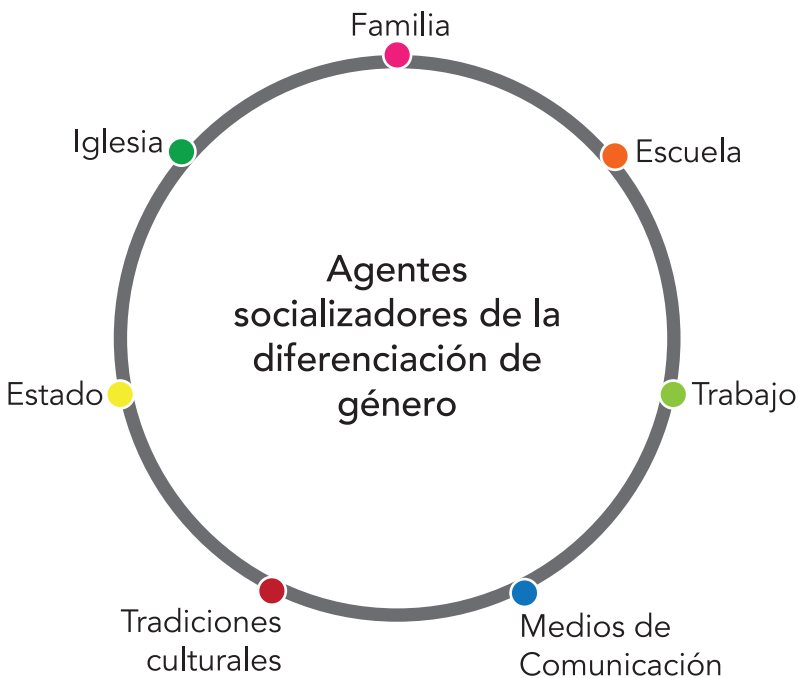 Familia
Iglesia
Escuela
Agentes
socializadores de la
diferenciación de
género
Estado
Trabajo
Tradiciones
culturales
Medios de
Comunicación